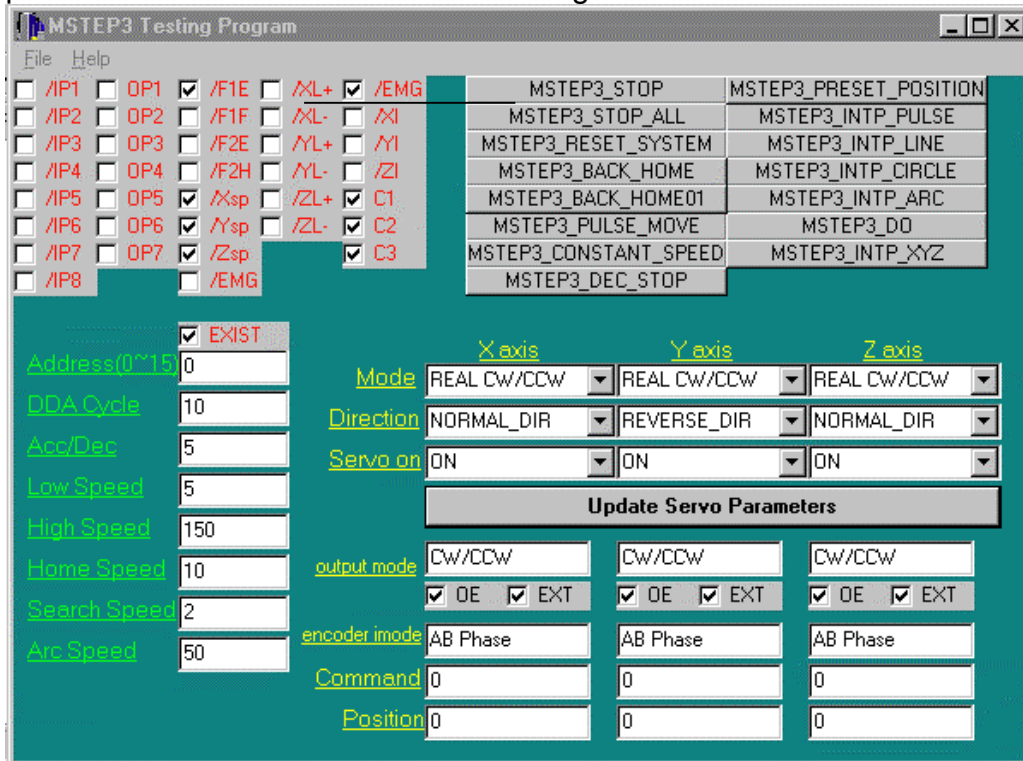 MSTEP3 Testing Program
File Help
/IP1 OP1 /F1E /XL+ /EMG MSTEP3_STOP MSTEP3_PRESET_POSITION
/IP2 OP2 /F1F /XL- /XI MSTEP3_STOP_ALL MSTEP3_INTP_PULSE
/IP3 OP3 /F2E /YL+ /YI MSTEP3_RESET_SYSTEM MSTEP3_INTP_LINE
/IP4 OP4 /F2H /YL- /ZI MSTEP3_BACK_HOME MSTEP3_INTP_CIRCLE
/IP5 OP5 /Xsp /ZL+ C1 MSTEP3_BACK_HOME01 MSTEP3_INTP_ARC
/IP6 OP6 /Ysp /ZL- C2 MSTEP3_PULSE_MOVE MSTEP3_DO
/IP7 OP7 /Zsp C3 MSTEP3_CONSTANT_SPEED MSTEP3_INTP_XYZ
/IP8 /EMG MSTEP3_DEC_STOP
EXIST
Address(0~15) 0
DDA Cycle 10
Acc/Dec 5
Low Speed 5
High Speed 150
Home Speed 10
Search Speed 2
Arc Speed 50
X axis Y axis Z axis
Mode REAL CW/CCW REAL CW/CCW REAL CW/CCW
Direction NORMAL_DIR REVERSE_DIR NORMAL_DIR
Servo on ON ON ON
Update Servo Parameters
output mode CW/CCW CW/CCW CW/CCW
OE EXT OE EXT OE EXT
encoder imode AB Phase AB Phase AB Phase
Command 0 0 0
Position 0 0 0